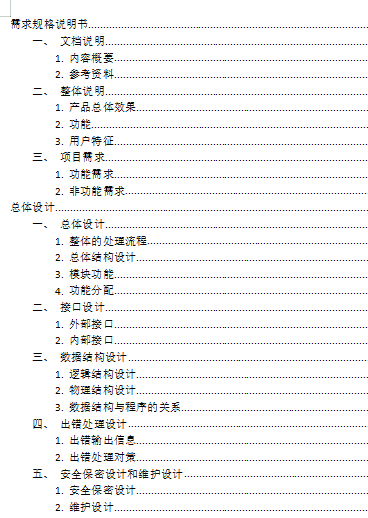 需求规格说明书
一、 文档说明
1. 内容概要
2. 参考资料
二、 整体说明
1. 产品总体效果
2. 功能
3. 用户特征
三、 项目需求
1. 功能需求
2. 非功能需求
总体设计
一、 总体设计
1. 整体的处理流程
2. 总体结构设计
3. 模块功能
4. 功能分配
二、 接口设计
1. 外部接口
2. 内部接口
三、 数据结构设计
1. 逻辑结构设计
2. 物理结构设计
3. 数据结构与程序的关系
四、 出错处理设计
1. 出错输出信息
2. 出错处理对策
五、 安全保密设计和维护设计
1. 安全保密设计
2. 维护设计